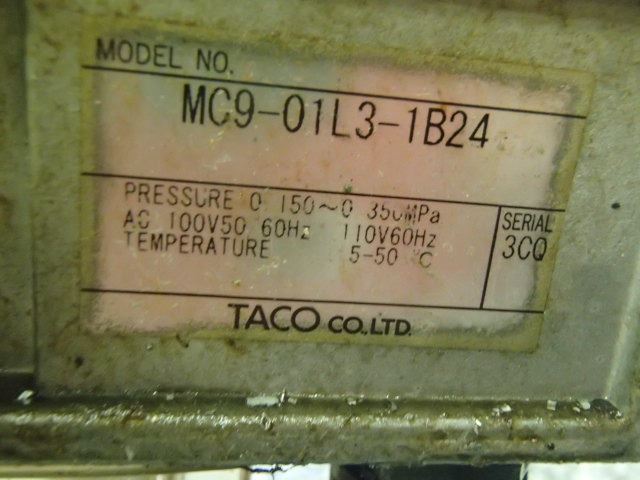 MODEL NO.
MC9-01L3-1B24
PRESSURE 0 150~0 350MPa
AC 100V50 60Hz 110V60Hz
TEMPERATURE 5-50 °C
SERIAL
3CQ
TACO CO.,LTD.